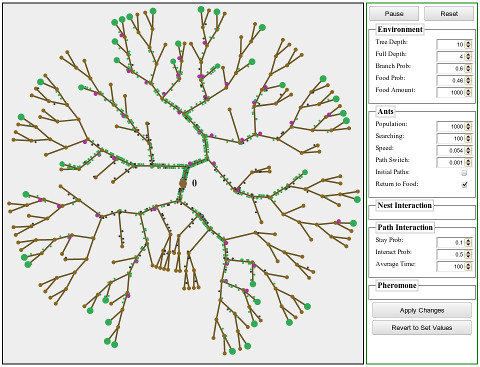 Pause Reset
Environment
Tree Depth: 10
Full Depth: 4
Branch Prob: 0.6
Food Prob: 0.46
Food Amount: 1000
Ants
Population: 1000
Searching: 100
Speed: 0.054
Path Switch: 0.001
Initial Paths:
Return to Food:
Nest Interaction
Path Interaction
Stay Prob: 0.1
Interact Prob: 0.5
Average Time: 100
Pheromone
Apply Changes
Revert to Set Values
0